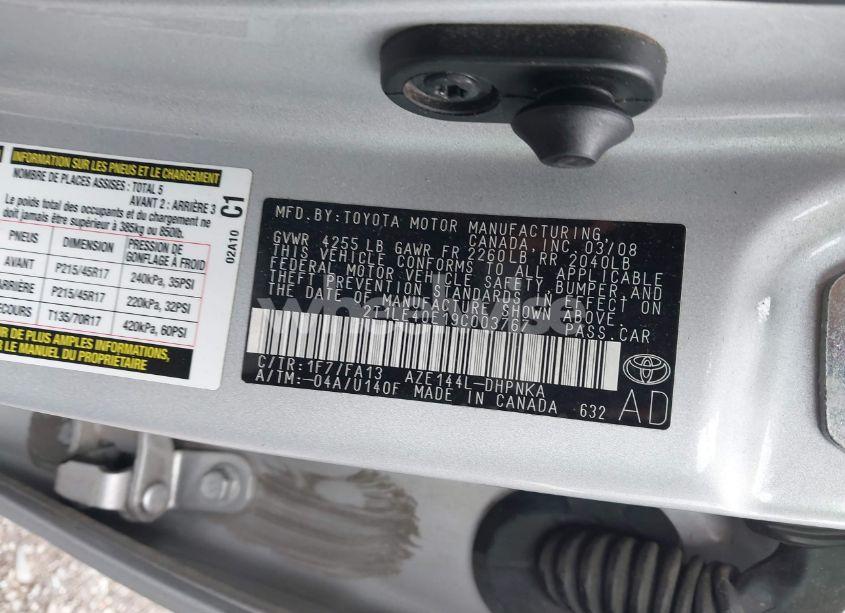 INFORMATION SUR LES PNEUS ET LE CHARGEMENT
NOMBRE DE PLACES ASSISES : TOTAL 5
AVANT 2 : ARRIÈRE 3
Le poids total des occupants et du chargement ne
doit jamais être supérieur à 385kg ou 850lb.
PNEUS DIMENSION PRESSION DE GONFLAGE À FROID
AVANT P215/45R17 240kPa, 35PSI
ARRIÈRE P215/45R17 220kPa, 32PSI
T135/70R17 420kPa, 60PSI
DE PLUS AMPLES INFORMATIONS,
LE MANUEL DU PROPRIÉTAIRE
02A10 C1
MFD.BY:TOYOTA MOTOR MANUFACTURING
CANADA, INC. 03/08
GVWR 4255 LB GAWR FR 2260LB RR 2040LB
THIS VEHICLE CONFORMS TO ALL APPLICABLE
FEDERAL MOTOR VEHICLE SAFETY, BUMPER, AND
THEFT PREVENTION STANDARDS IN EFFECT ON
THE DATE OF MANUFACTURE SHOWN ABOVE.
PASS.CAR
C/TR:1F7/FA13 AZE144L-DHPNKA
A/TM:-04A/U140F MADE IN CANADA 632
AD